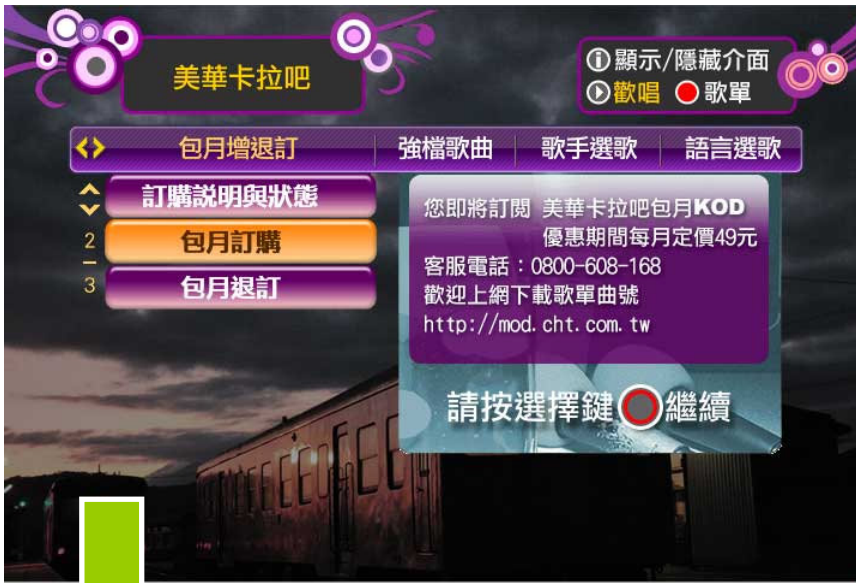 美華卡拉吧
ⓘ顯示/隱藏介面
歡唱 歌單
包月增退訂 強檔歌曲 歌手選歌 語言選歌
訂購説明與狀態
包月訂購
包月退訂
2
3
您即將訂閱 美華卡拉吧包月KOD
優惠期間每月定價49元
客服電話：0800-608-168
歡迎上網下載歌單曲號
http://mod.cht.com.tw
請按選擇鍵 繼續